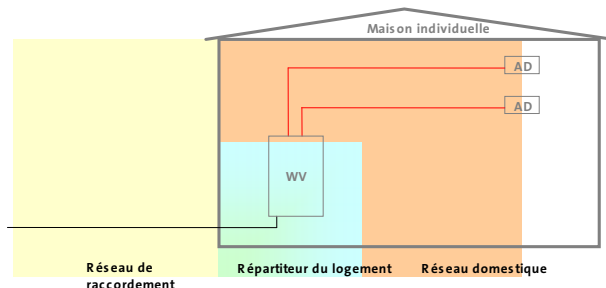 Maison individuelle
AD
AD
WV
Réseau de
raccordement
Répartiteur du logement
Réseau domestique